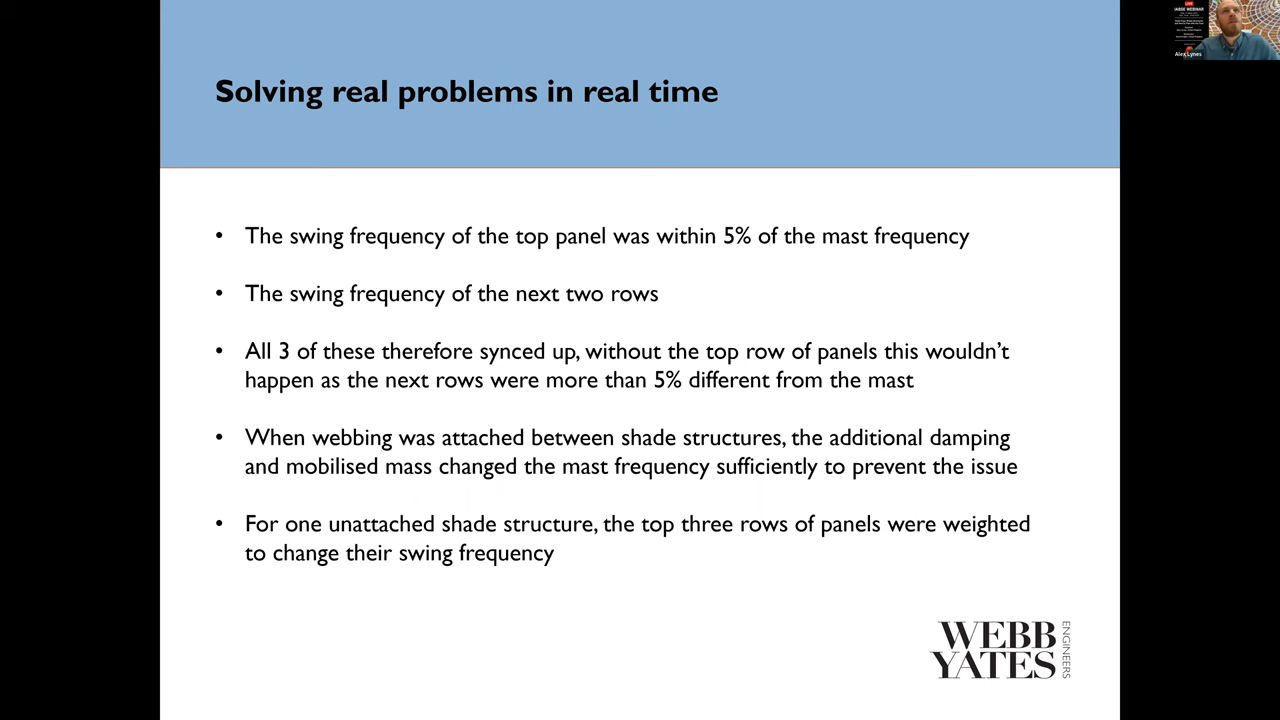 LIVE
IABSE WEBINAR
Alex Lynes
Solving real problems in real time
• The swing frequency of the top panel was within 5% of the mast frequency
• The swing frequency of the next two rows
• All 3 of these therefore synced up, without the top row of panels this wouldn't
happen as the next rows were more than 5% different from the mast
• When webbing was attached between shade structures, the additional damping
and mobilised mass changed the mast frequency sufficiently to prevent the issue
• For one unattached shade structure, the top three rows of panels were weighted
to change their swing frequency
WEBB
YATES
ENGINEERS